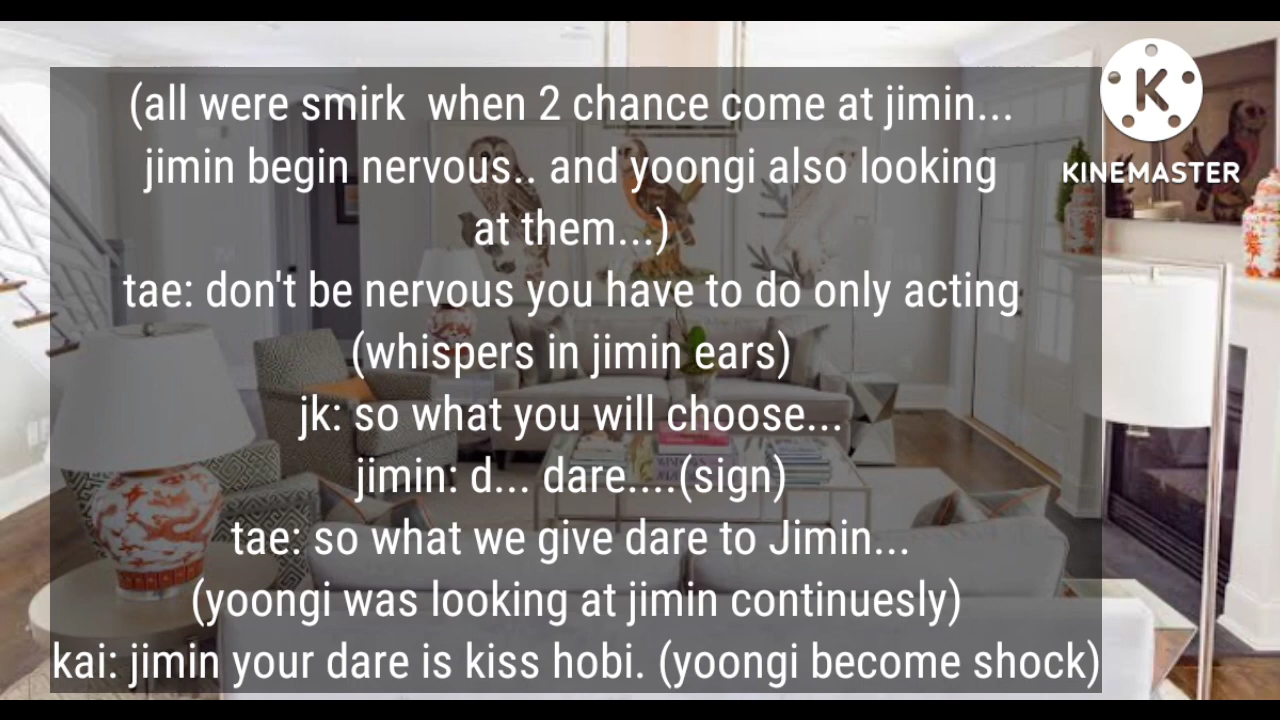 (all were smirk  when 2 chance come at jimin...
jimin begin nervous.. and yoongi also looking
at them...)
tae: don't be nervous you have to do only acting
(whispers in jimin ears)
jk: so what you will choose...
jimin: d... dare....(sign)
tae: so what we give dare to Jimin...
(yoongi was looking at jimin continuesly)
kai: jimin your dare is kiss hobi. (yoongi become shock)
K
KINEMASTER